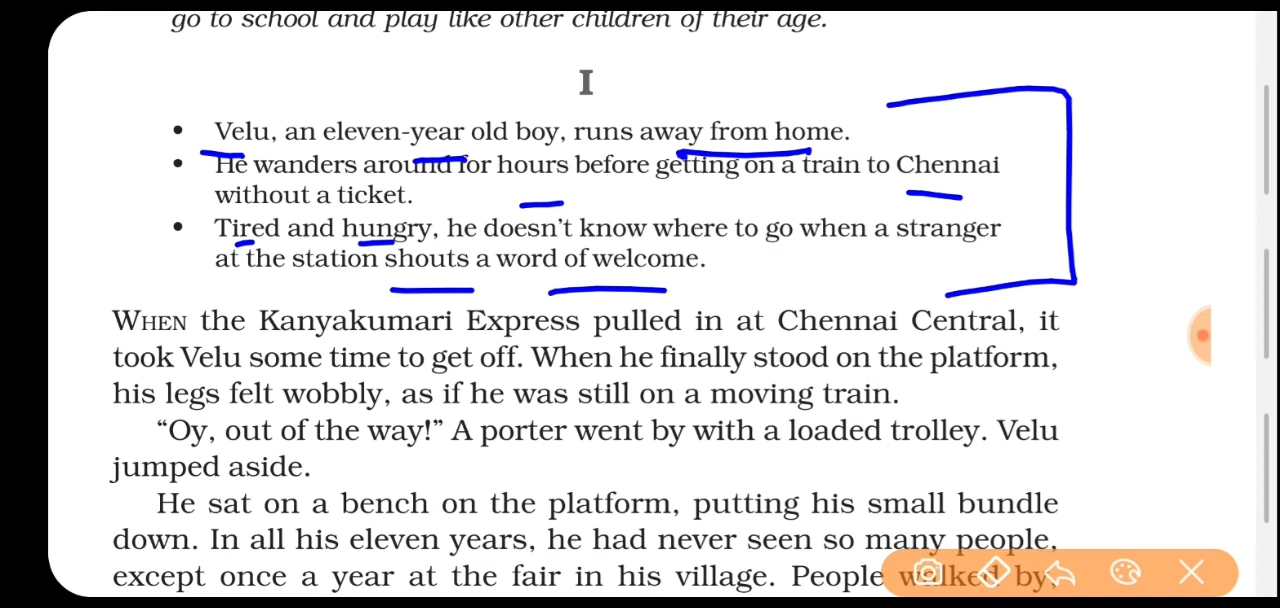 go to school and play like other children of their age.
I
• Velu, an eleven-year old boy, runs away from home.
• He wanders around for hours before getting on a train to Chennai
without a ticket.
• Tired and hungry, he doesn't know where to go when a stranger
at the station shouts a word of welcome.
WHEN the Kanyakumari Express pulled in at Chennai Central, it
took Velu some time to get off. When he finally stood on the platform,
his legs felt wobbly, as if he was still on a moving train.
“Oy, out of the way!” A porter went by with a loaded trolley. Velu
jumped aside.
He sat on a bench on the platform, putting his small bundle
down. In all his eleven years, he had never seen so many people,
except once a year at the fair in his village. People walked by,